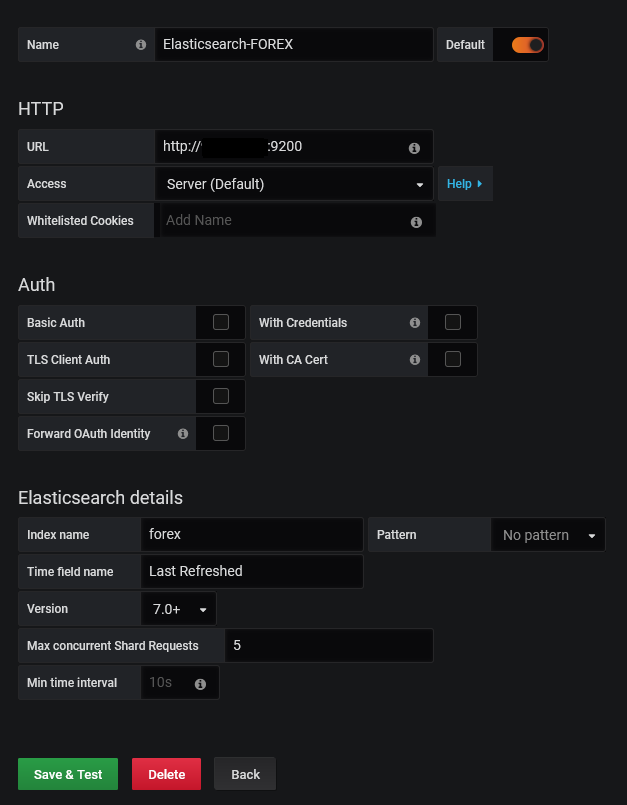 Name Elasticsearch-FOREX Default
HTTP
URL http:// :9200
Access Server (Default) Help
Whitelisted Cookies Add Name
Auth
Basic Auth With Credentials
TLS Client Auth With CA Cert
Skip TLS Verify
Forward OAuth Identity
Elasticsearch details
Index name forex Pattern No pattern
Time field name Last Refreshed
Version 7.0+
Max concurrent Shard Requests 5
Min time interval 10s
Save & Test Delete Back